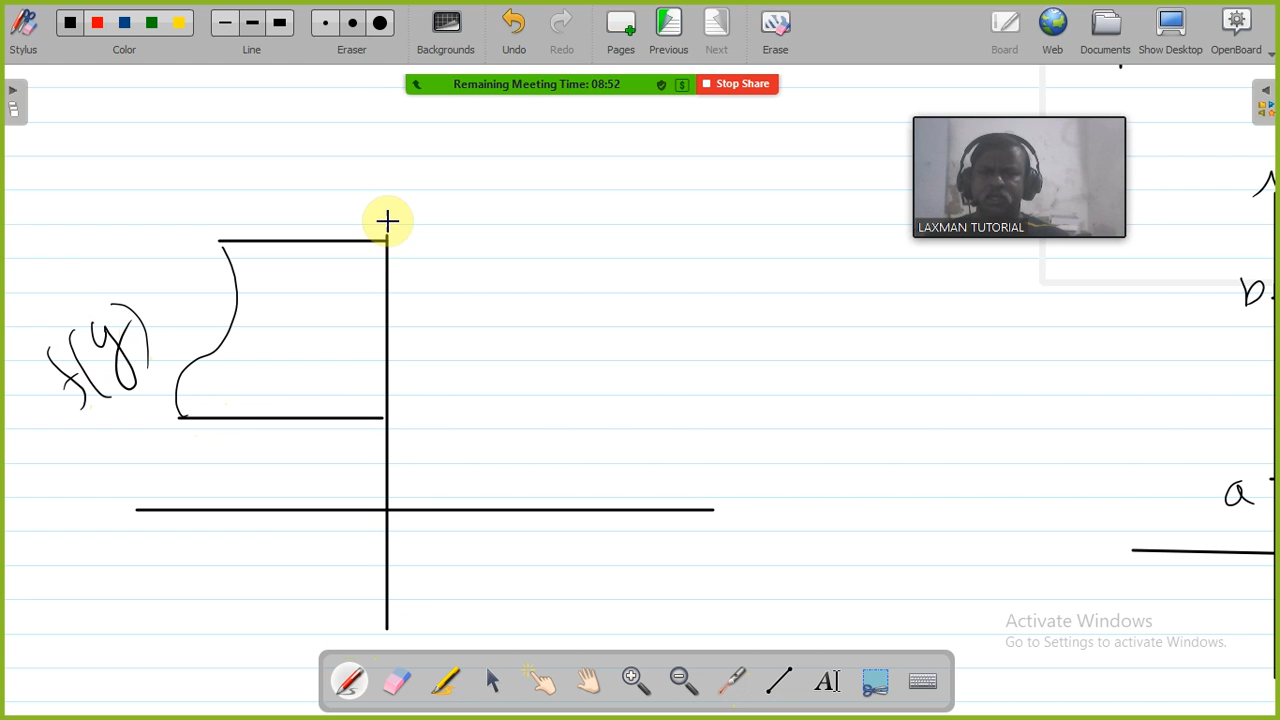 Stylus
Color
Line
Eraser
Backgrounds
Undo
Redo
Pages
Previous
Next
Erase
Board
Web
Documents
Show Desktop
OpenBoard
Remaining Meeting Time: 08:52
Stop Share
LAXMAN TUTORIAL
f(y)
b
a
Activate Windows
Go to Settings to activate Windows.